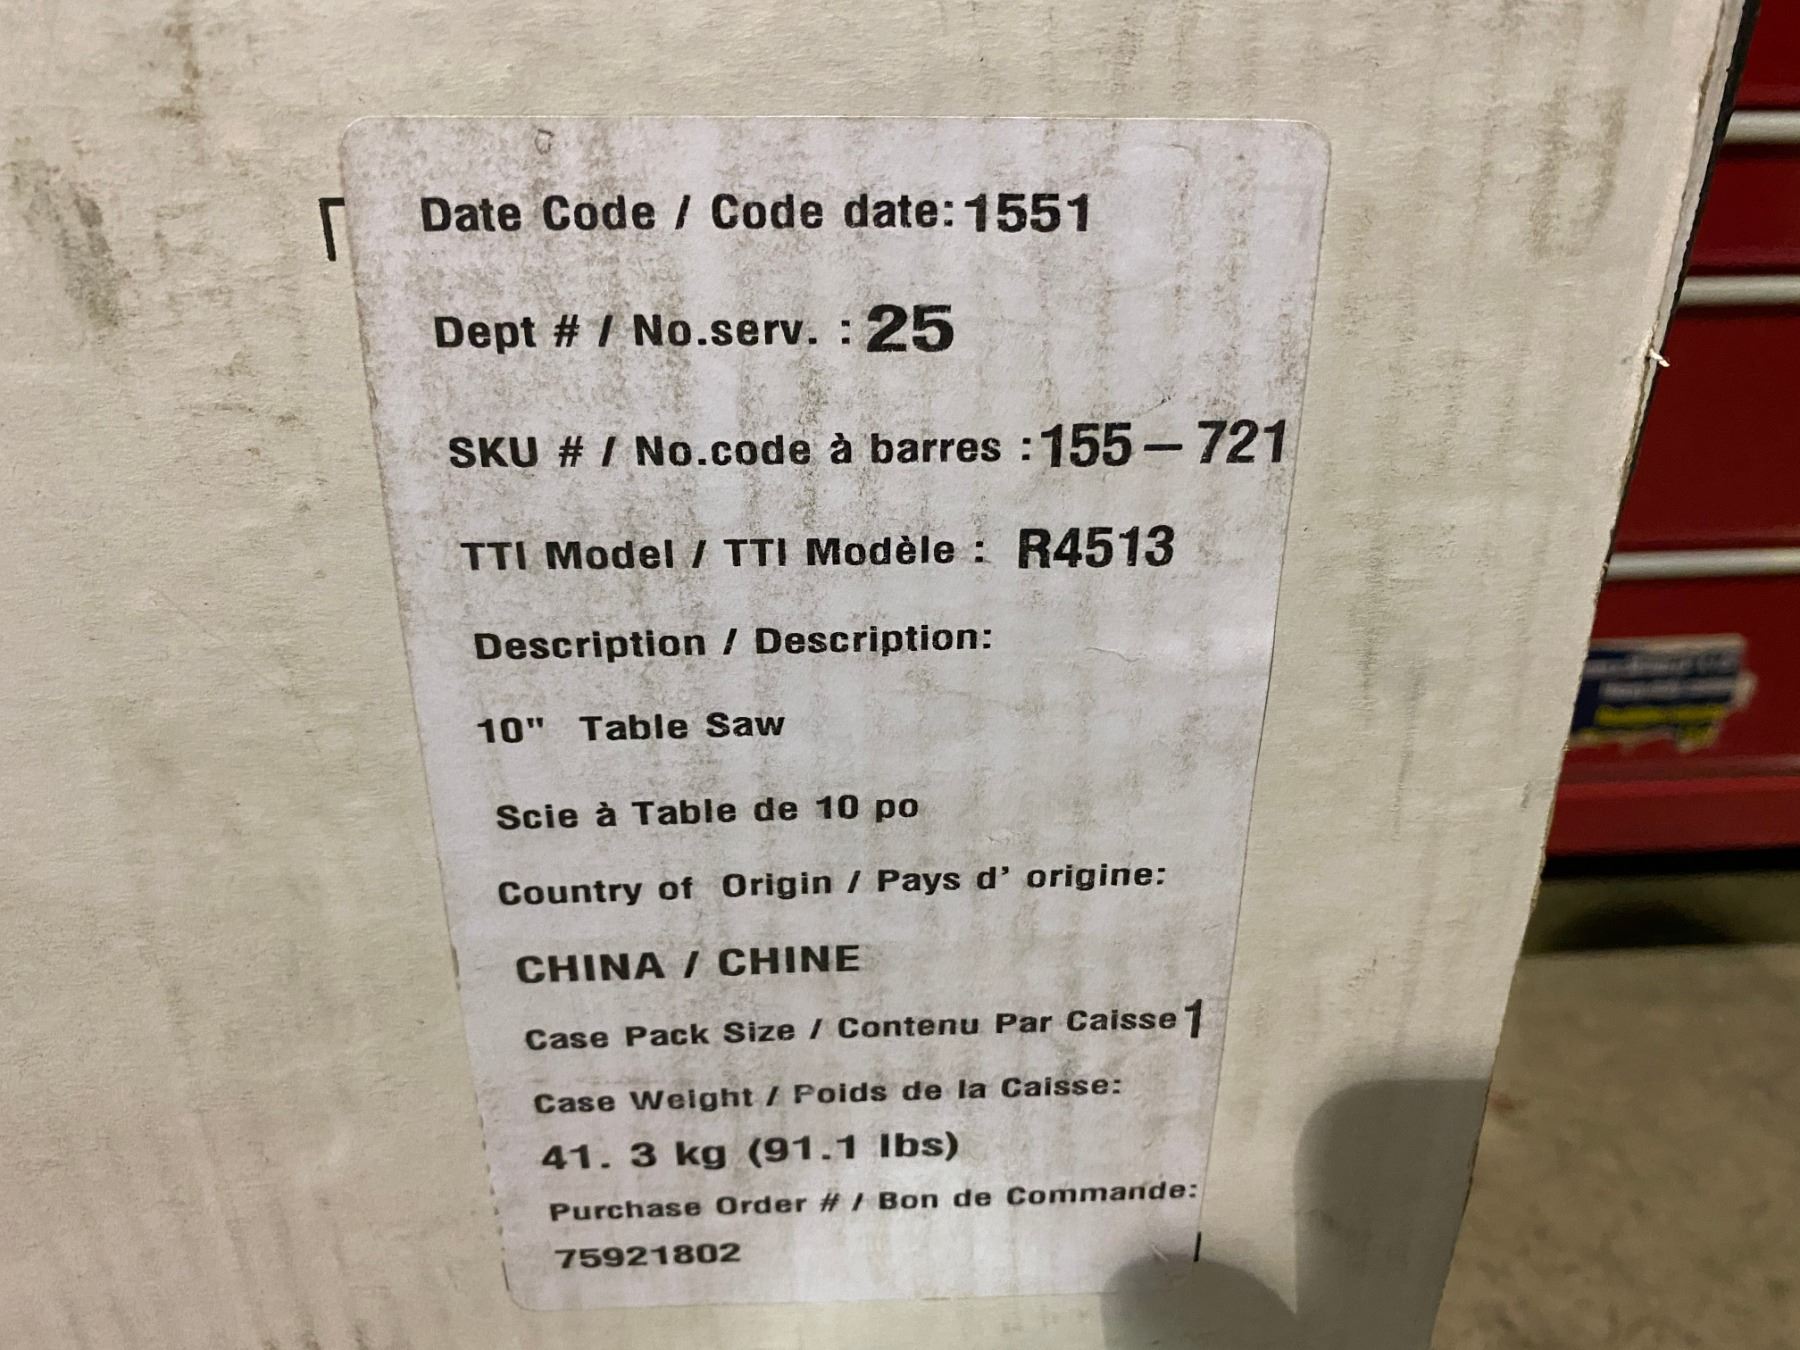 Date Code / Code date: 1551
Dept # / No.serv. : 25
SKU # / No.code à barres : 155 – 721
TTI Model / TTI Modèle : R4513
Description / Description:
10" Table Saw
Scie à Table de 10 po
Country of Origin / Pays d' origine:
CHINA / CHINE
Case Pack Size / Contenu Par Caisse 1
Case Weight / Poids de la Caisse:
41. 3 kg (91.1 lbs)
Purchase Order # / Bon de Commande:
75921802